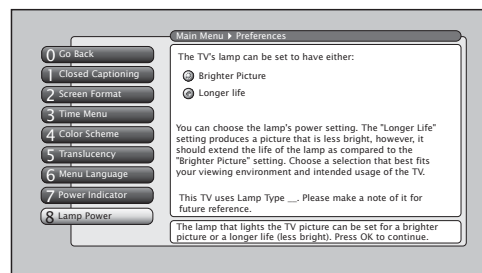 Main Menu Preferences
0 Go Back
1 Closed Captioning
2 Screen Format
3 Time Menu
4 Color Scheme
5 Translucency
6 Menu Language
7 Power Indicator
8 Lamp Power
The TV's lamp can be set to have either:
Brighter Picture
Longer life
You can choose the lamp's power setting. The "Longer Life"
setting produces a picture that is less bright, however, it
should extend the life of the lamp as compared to the
"Brighter Picture" setting. Choose a selection that best fits
your viewing environment and intended usage of the TV.
This TV uses Lamp Type __. Please make a note of it for
future reference.
The lamp that lights the TV picture can be set for a brighter
picture or a longer life (less bright). Press OK to continue.